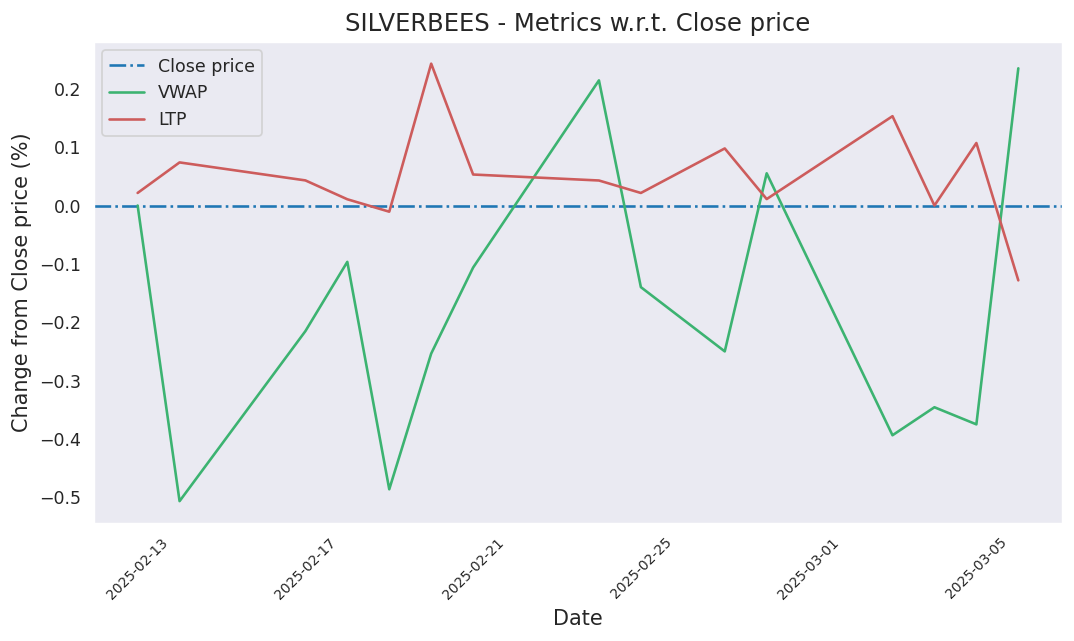 SILVERBEES - Metrics w.r.t. Close price
Close price
VWAP
LTP
Change from Close price (%)
0.2
0.1
0.0
−0.1
−0.2
−0.3
−0.4
−0.5
2025-02-13
2025-02-17
2025-02-21
2025-02-25
2025-03-01
2025-03-05
Date